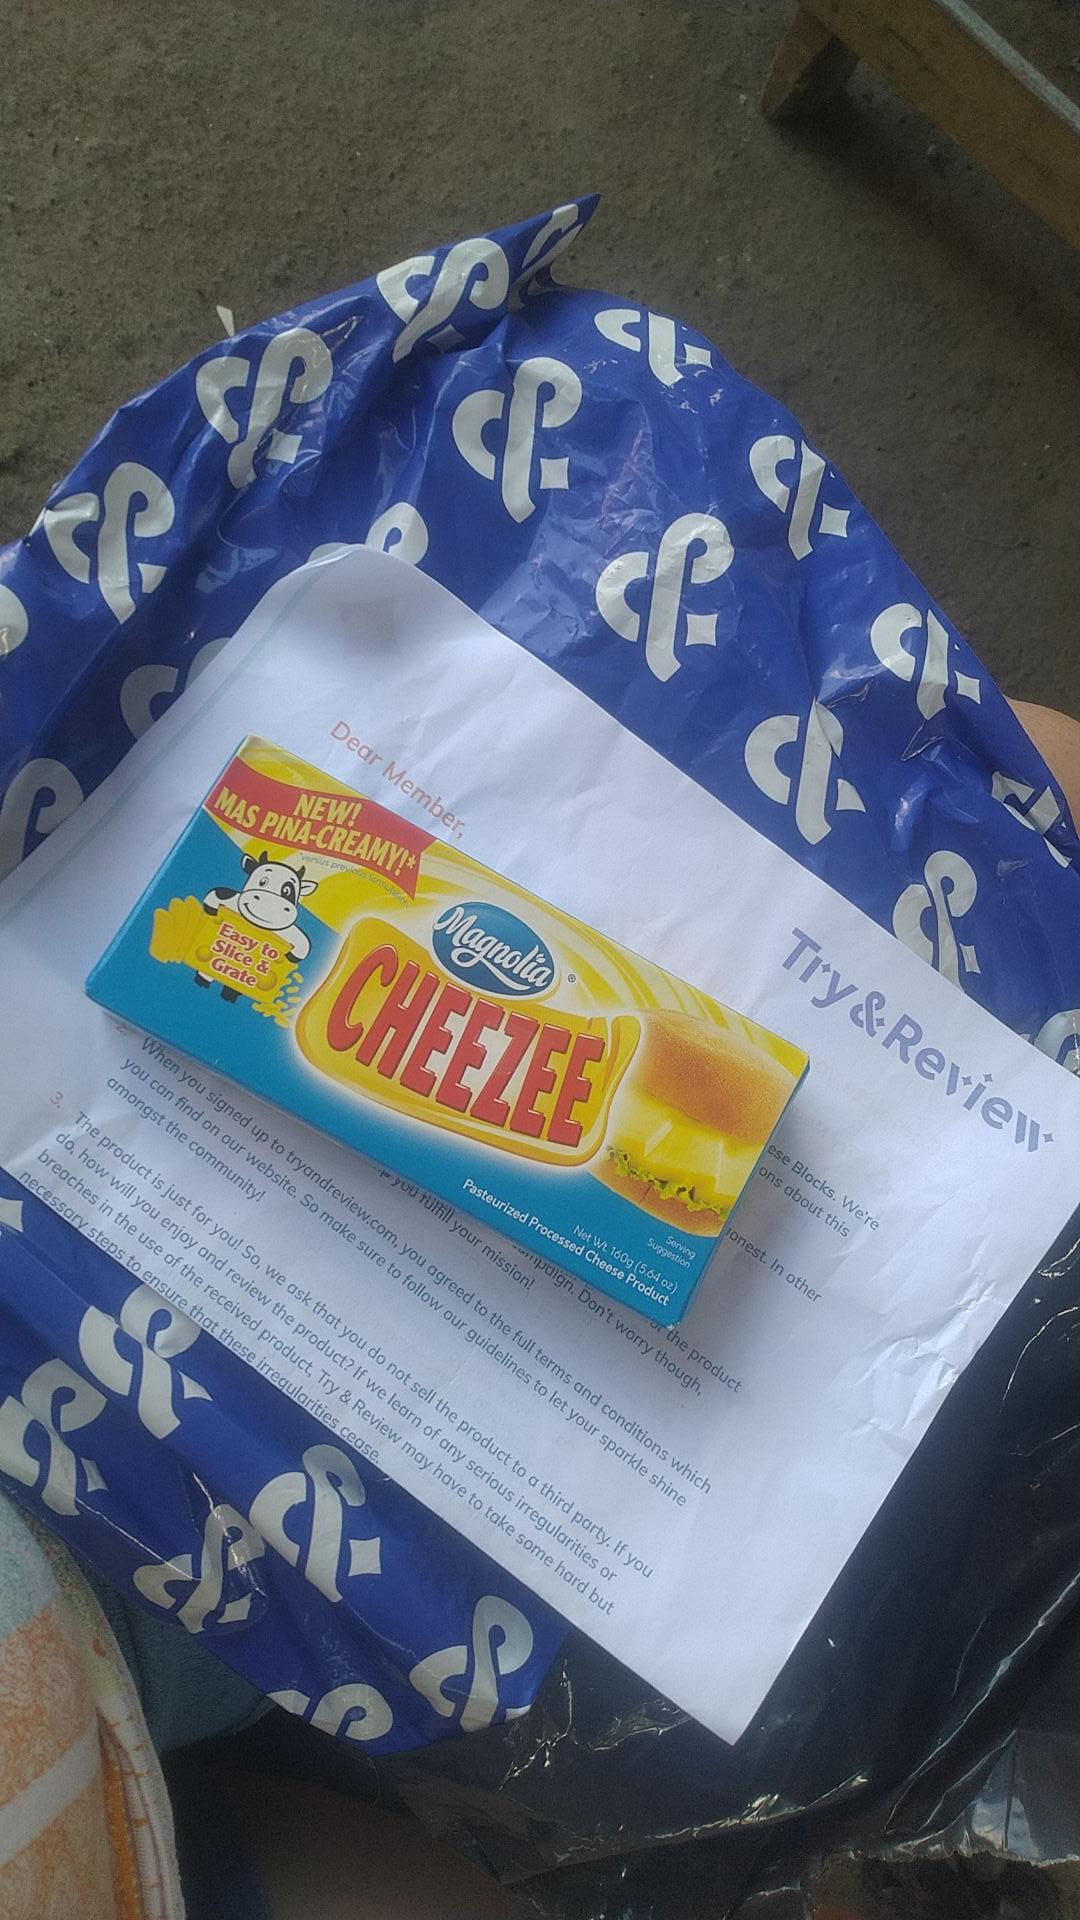 Dear Member,
Try&Review
NEW!
MAS PINA-CREAMY!*
*versus previous formulation
Easy to
Slice &
Grate
Magnolia®
CHEEZEE
Pasteurized Processed Cheese Product
Net Wt. 160g (5.64 oz)
Serving
Suggestion
ese Blocks. We're
ons about this
onest. In other
the product
ampaign. Don't worry though,
you fulfill your mission!
2.
When you signed up to tryandreview.com, you agreed to the full terms and conditions which
you can find on our website. So make sure to follow our guidelines to let your sparkle shine
amongst the community!
3.
The product is just for you! So, we ask that you do not sell the product to a third party. If you
do, how will you enjoy and review the product? If we learn of any serious irregularities or
breaches in the use of the received product, Try & Review may have to take some hard but
necessary steps to ensure that these irregularities cease.